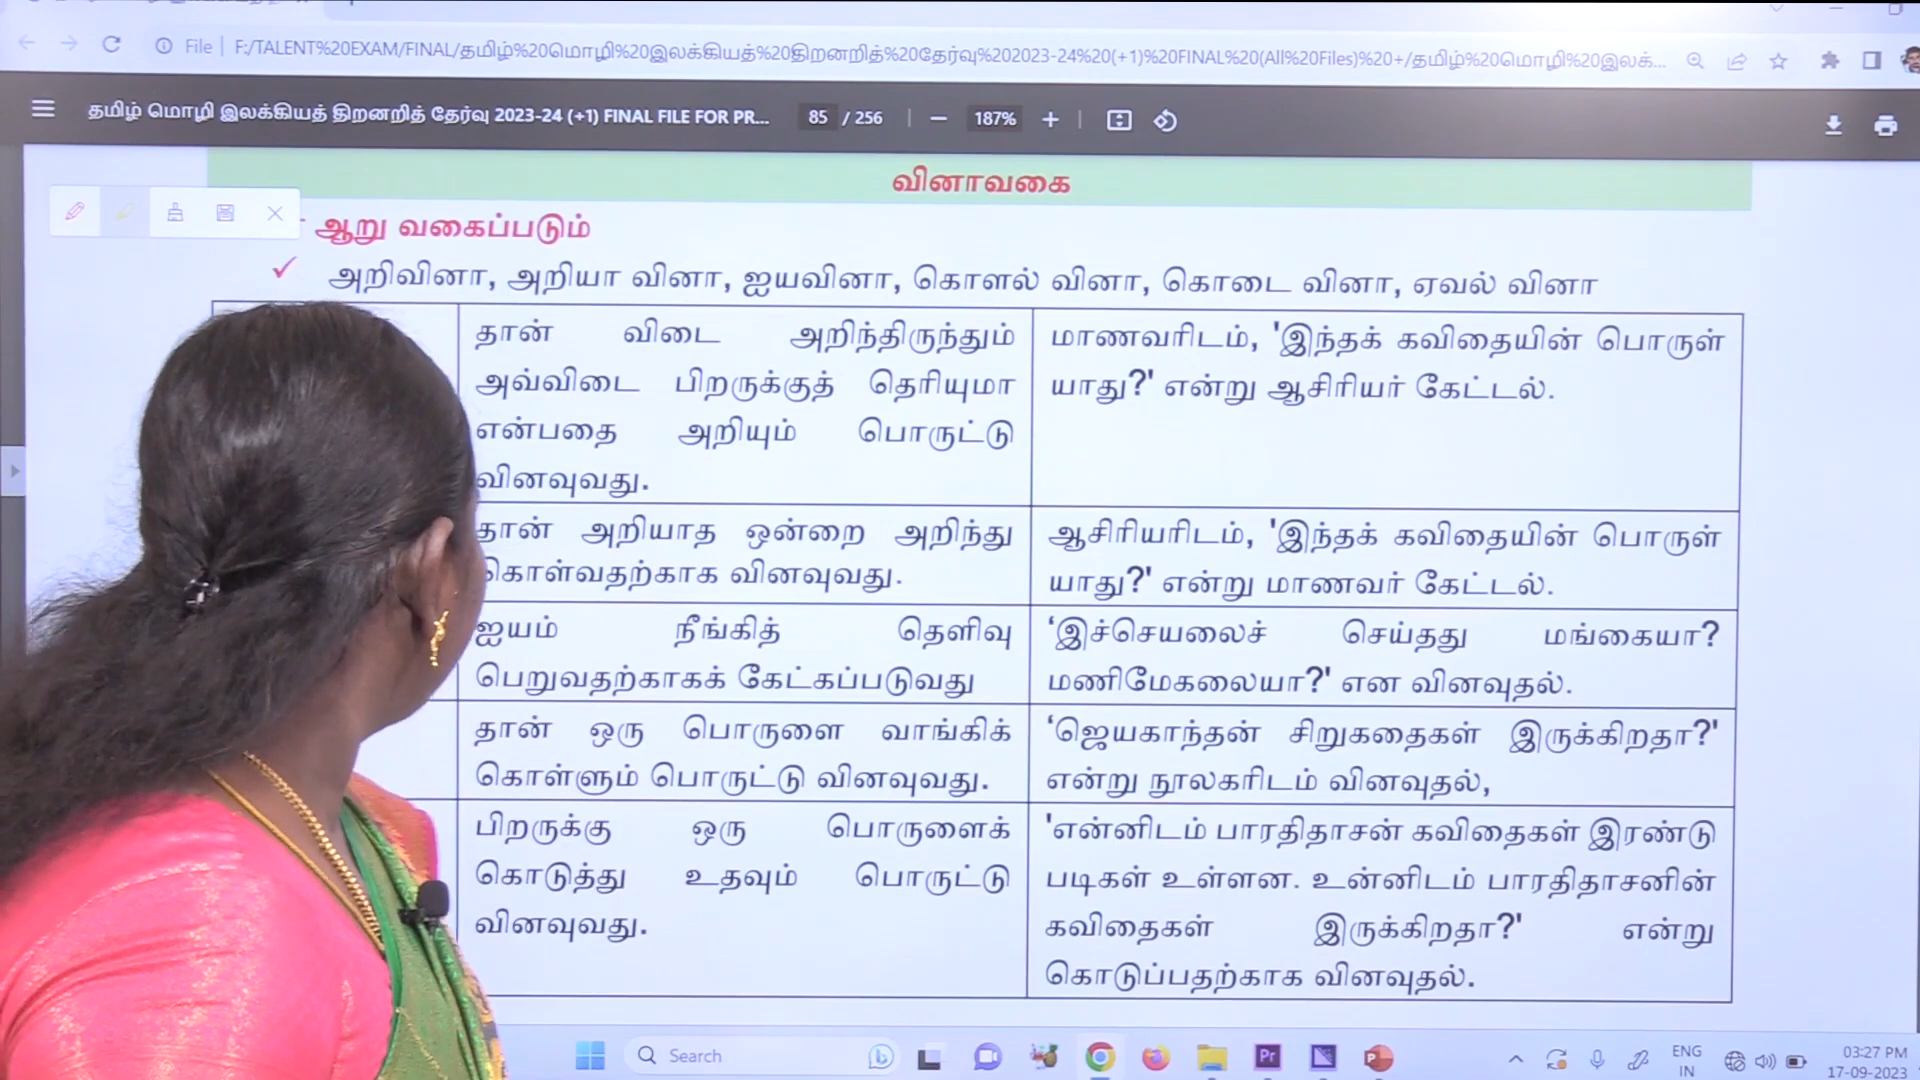 File
F:/TALENT%20EXAM/FINAL/தமிழ்%20மொழி%20இலக்கியத்%20திறனறித்%20தேர்வு%202023-24%20(+1)%20FINAL%20(All%20Files)%20+/தமிழ்%20மொழி%20இலக்...
தமிழ் மொழி இலக்கியத் திறனறித் தேர்வு 2023-24 (+1) FINAL FILE FOR PR...
85 / 256
187%
வினாவகை
ஆறு வகைப்படும்
✓ அறிவினா, அறியா வினா, ஐயவினா, கொளல் வினா, கொடை வினா, ஏவல் வினா
தான் விடை அறிந்திருந்தும்
அவ்விடை பிறருக்குத் தெரியுமா
என்பதை அறியும் பொருட்டு
வினவுவது.
மாணவரிடம், 'இந்தக் கவிதையின் பொருள்
யாது?' என்று ஆசிரியர் கேட்டல்.
தான் அறியாத ஒன்றை அறிந்து
கொள்வதற்காக வினவுவது.
ஆசிரியரிடம், 'இந்தக் கவிதையின் பொருள்
யாது?' என்று மாணவர் கேட்டல்.
ஐயம் நீங்கித் தெளிவு
பெறுவதற்காகக் கேட்கப்படுவது
‘இச்செயலைச் செய்தது மங்கையா?
மணிமேகலையா?' என வினவுதல்.
தான் ஒரு பொருளை வாங்கிக்
கொள்ளும் பொருட்டு வினவுவது.
‘ஜெயகாந்தன் சிறுகதைகள் இருக்கிறதா?'
என்று நூலகரிடம் வினவுதல்,
பிறருக்கு ஒரு பொருளைக்
கொடுத்து உதவும் பொருட்டு
வினவுவது.
'என்னிடம் பாரதிதாசன் கவிதைகள் இரண்டு
படிகள் உள்ளன. உன்னிடம் பாரதிதாசனின்
கவிதைகள் இருக்கிறதா?' என்று
கொடுப்பதற்காக வினவுதல்.
Search
Pr
ENG
IN
03:27 PM
17-09-2023